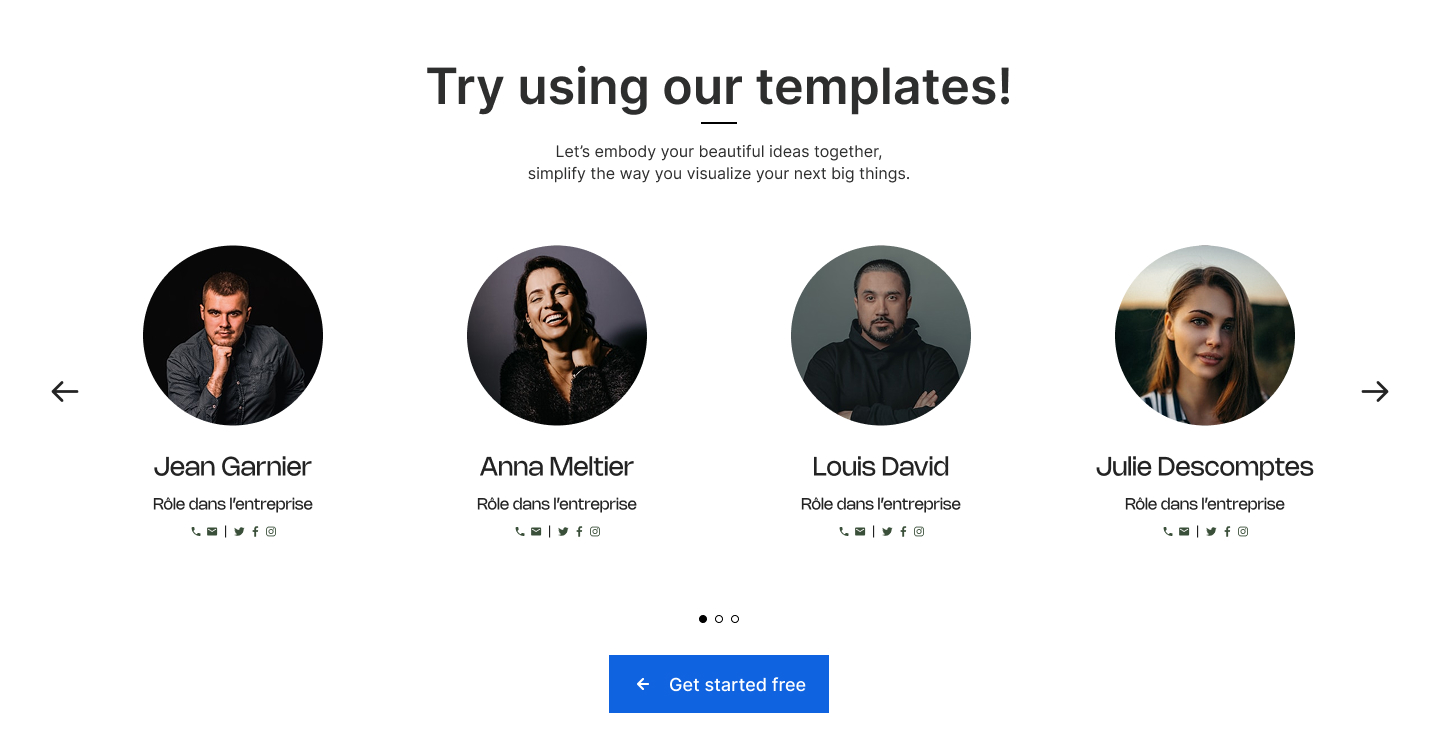 Try using our templates!
Let’s embody your beautiful ideas together,
simplify the way you visualize your next big things.
Jean Garnier
Rôle dans l’entreprise
Anna Meltier
Rôle dans l’entreprise
Louis David
Rôle dans l’entreprise
Julie Descomptes
Rôle dans l’entreprise
Get started free